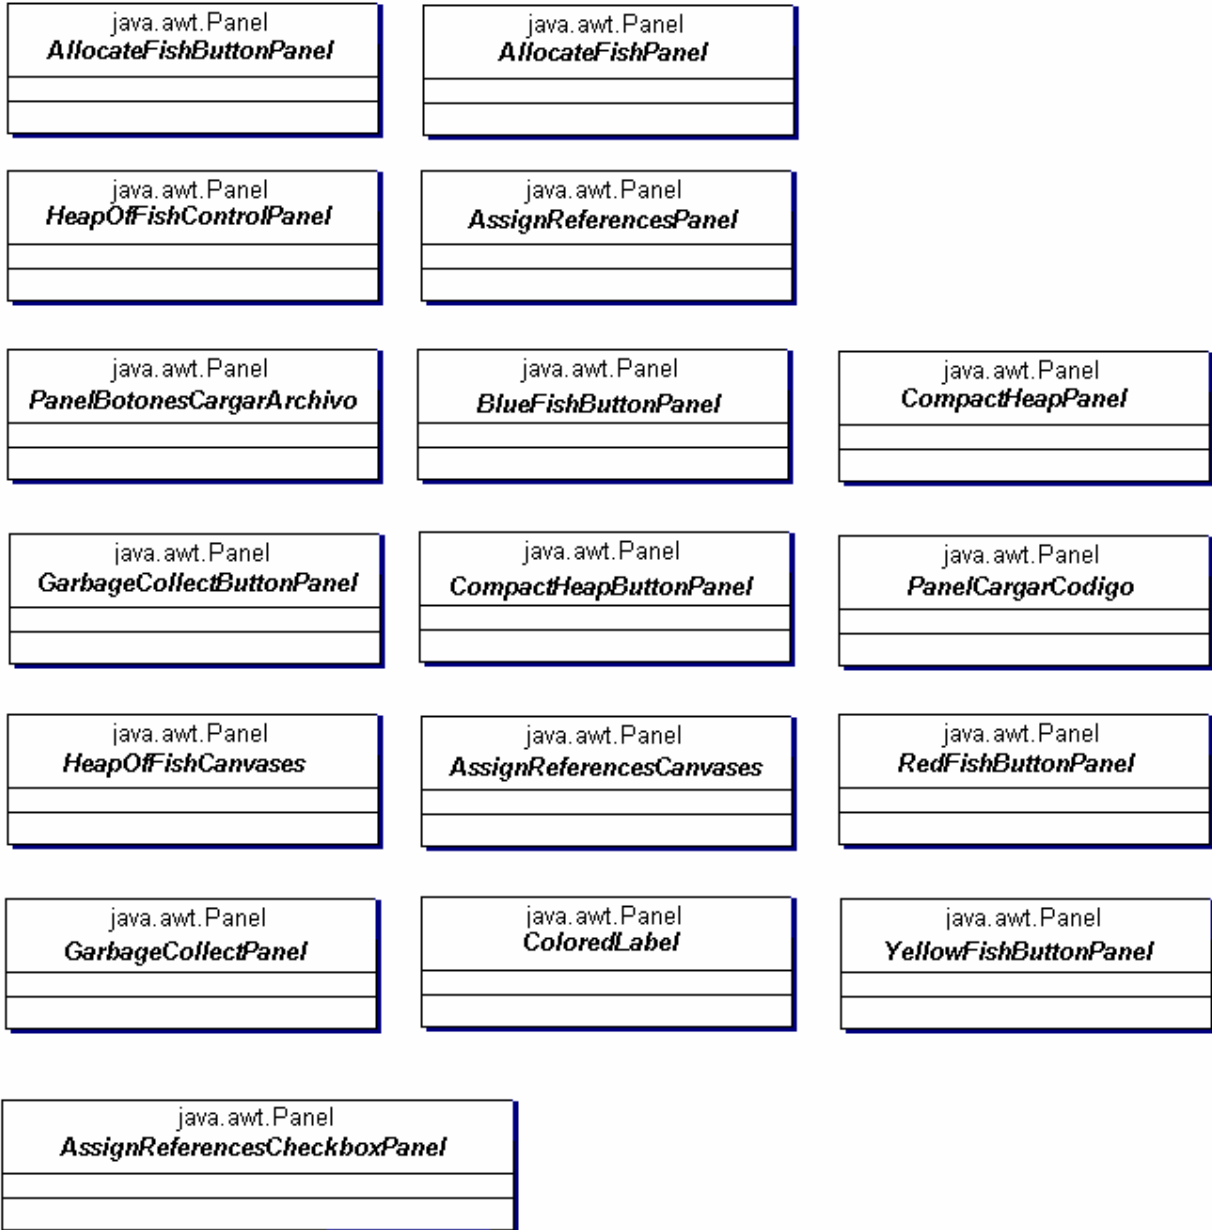 java.awt.Panel
AllocateFishButtonPanel
java.awt.Panel
AllocateFishPanel
java.awt.Panel
HeapOfFishControlPanel
java.awt.Panel
AssignReferencesPanel
java.awt.Panel
PanelBotonesCargarArchivo
java.awt.Panel
BlueFishButtonPanel
java.awt.Panel
CompactHeapPanel
java.awt.Panel
GarbageCollectButtonPanel
java.awt.Panel
CompactHeapButtonPanel
java.awt.Panel
PanelCargarCodigo
java.awt.Panel
HeapOfFishCanvases
java.awt.Panel
AssignReferencesCanvases
java.awt.Panel
RedFishButtonPanel
java.awt.Panel
GarbageCollectPanel
java.awt.Panel
ColoredLabel
java.awt.Panel
YellowFishButtonPanel
java.awt.Panel
AssignReferencesCheckboxPanel